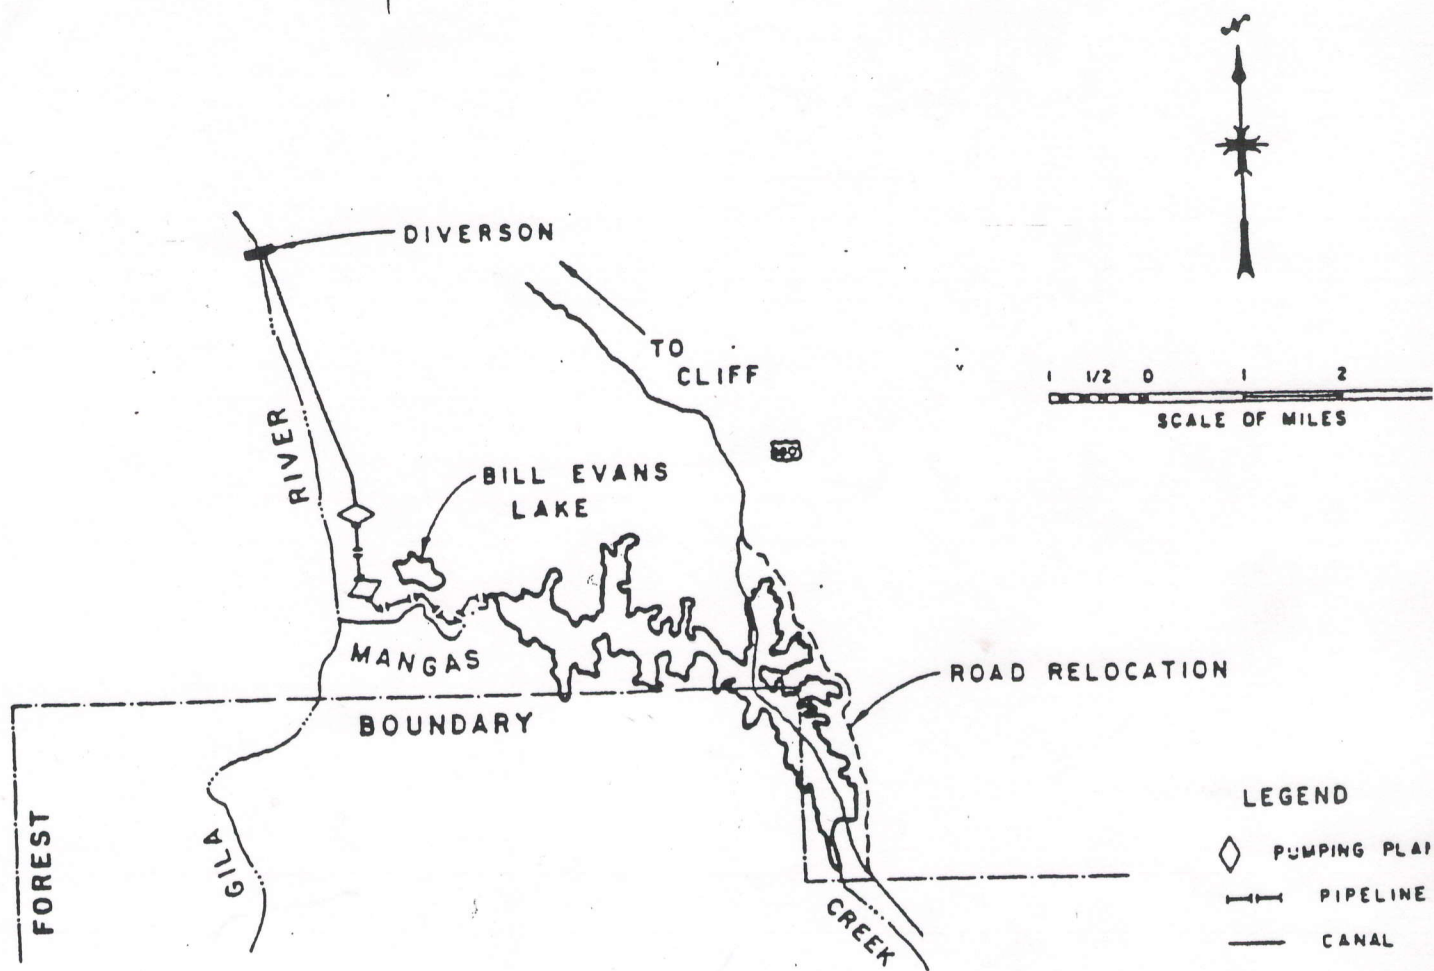 N
DIVERSON
TO
CLIFF
1 1/2 0 1 2
SCALE OF MILES
RIVER
BILL EVANS
LAKE
MANGAS
ROAD RELOCATION
BOUNDARY
FOREST
GILA
CREEK
LEGEND
PUMPING PLAN
PIPELINE
CANAL